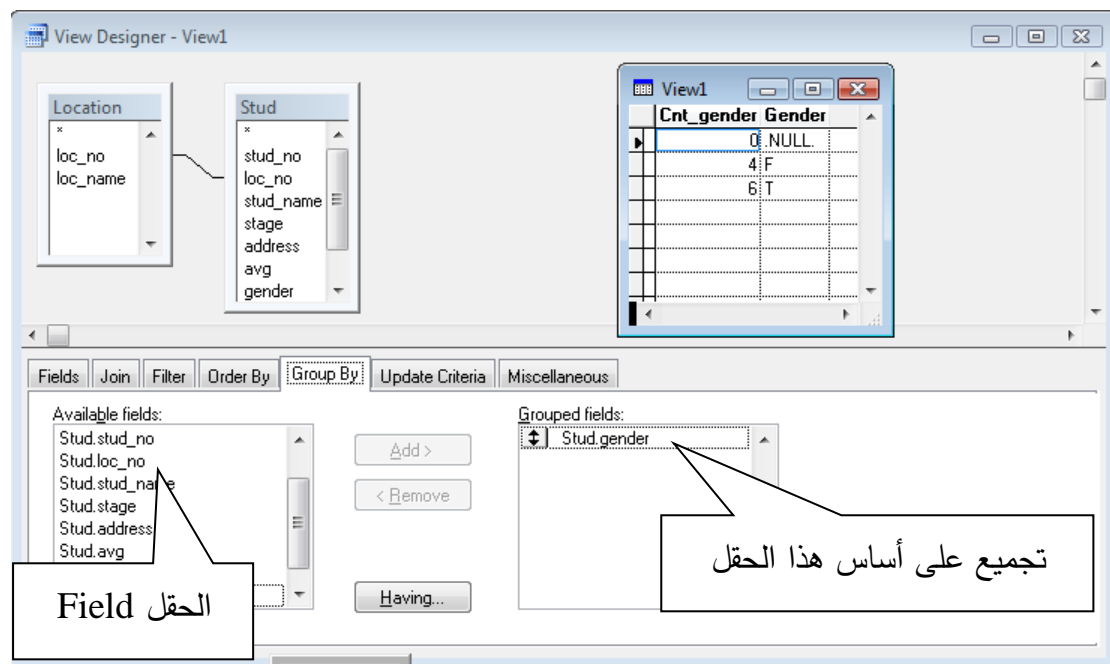 View Designer - View1
Location
*
loc_no
loc_name
Stud
*
stud_no
loc_no
stud_name
stage
address
avg
gender
View1
Cnt_gender Gender
0 .NULL.
4 F
6 T
Fields Join Filter Order By Group By Update Criteria Miscellaneous
Available fields:
Stud.stud_no
Stud.loc_no
Stud.stud_name
Stud.stage
Stud.address
Stud.avg
Add >
< Remove
Having...
Grouped fields:
Stud.gender
تجميع على أساس هذا الحقل
الحقل Field